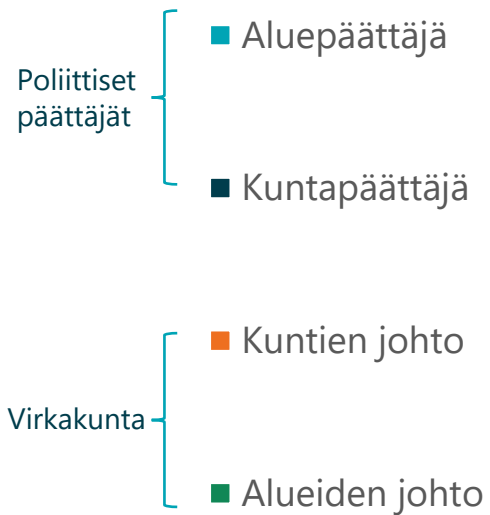 Aluepäättäjä
Poliittiset
päättäjät
Kuntapäättäjä
Kuntien johto
Virkakunta
Alueiden johto